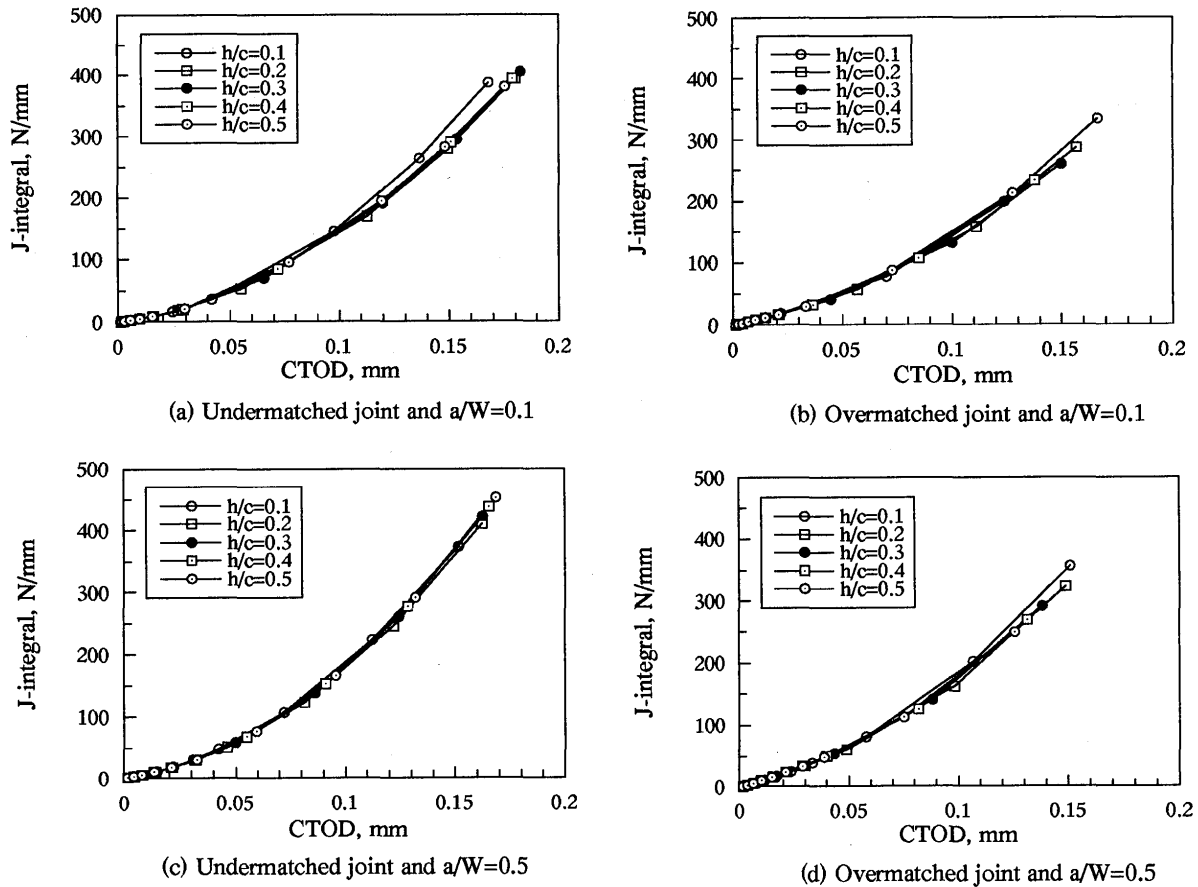 500
400
300
200
100
0
J-integral, N/mm
h/c=0.1
h/c=0.2
h/c=0.3
h/c=0.4
h/c=0.5
0 0.05 0.1 0.15 0.2
CTOD, mm
(a) Undermatched joint and a/W=0.1
500
400
300
200
100
0
J-integral, N/mm
h/c=0.1
h/c=0.2
h/c=0.3
h/c=0.4
h/c=0.5
0 0.05 0.1 0.15 0.2
CTOD, mm
(b) Overmatched joint and a/W=0.1
500
400
300
200
100
0
J-integral, N/mm
h/c=0.1
h/c=0.2
h/c=0.3
h/c=0.4
h/c=0.5
0 0.05 0.1 0.15 0.2
CTOD, mm
(c) Undermatched joint and a/W=0.5
500
400
300
200
100
0
J-integral, N/mm
h/c=0.1
h/c=0.2
h/c=0.3
h/c=0.4
h/c=0.5
0 0.05 0.1 0.15 0.2
CTOD, mm
(d) Overmatched joint and a/W=0.5